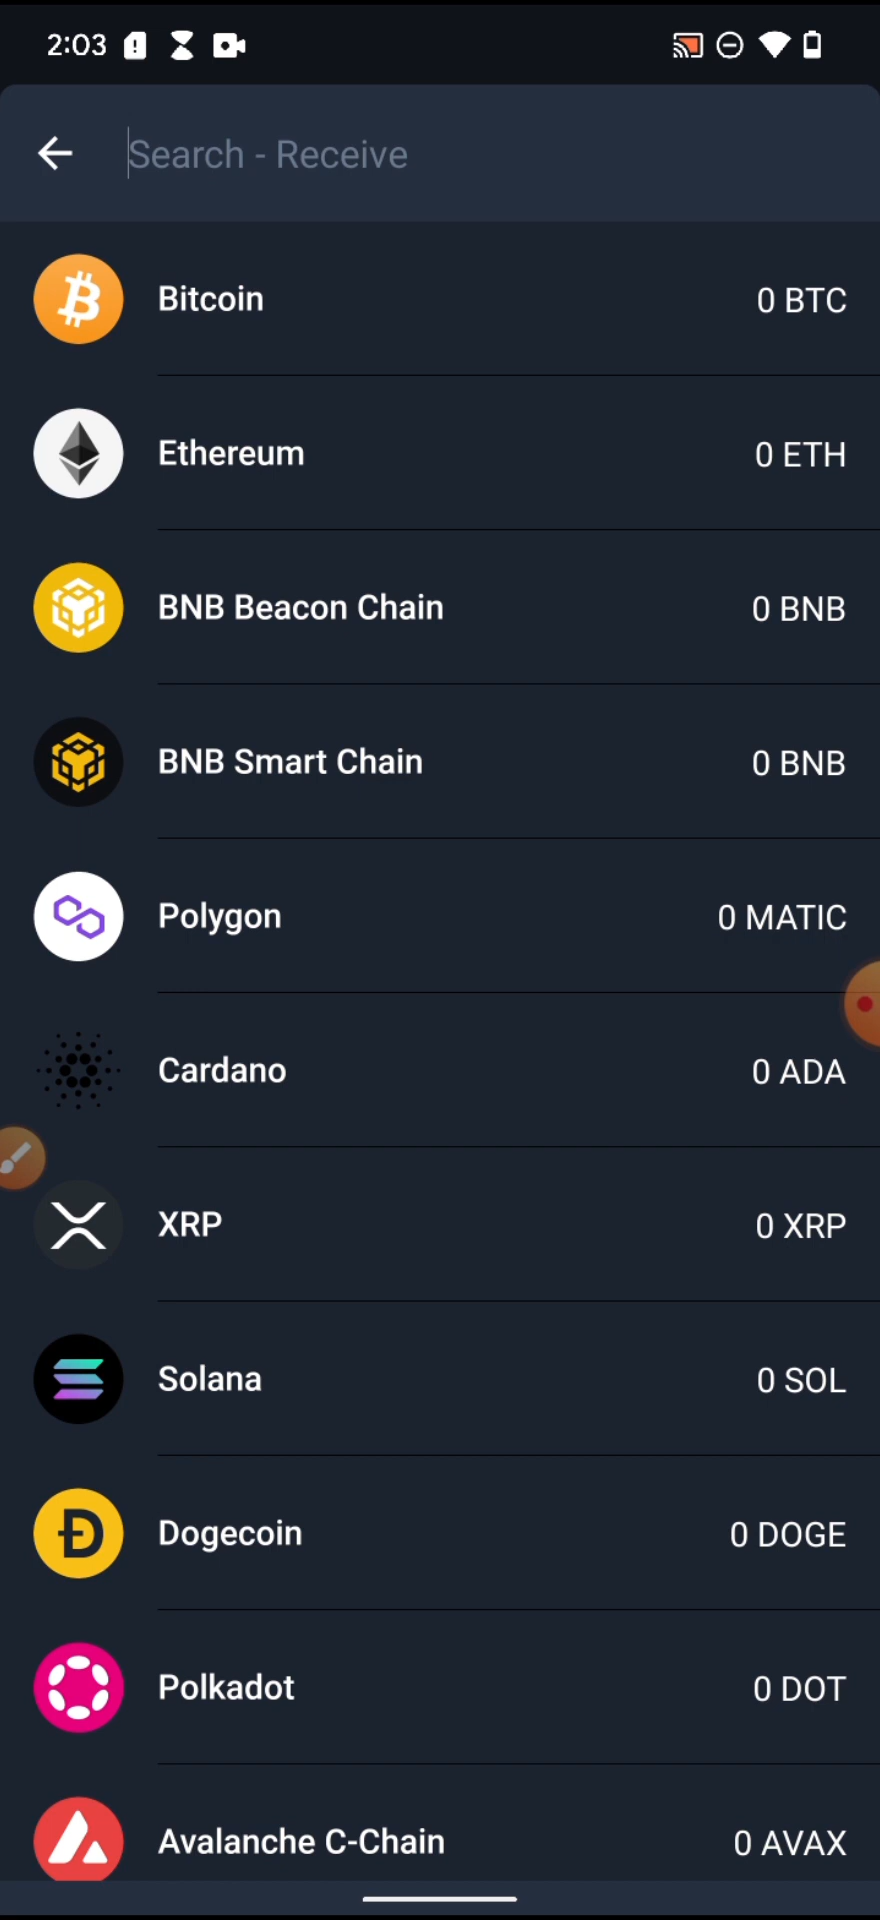 2:03
Search - Receive
Bitcoin 0 BTC
Ethereum 0 ETH
BNB Beacon Chain 0 BNB
BNB Smart Chain 0 BNB
Polygon 0 MATIC
Cardano 0 ADA
XRP 0 XRP
Solana 0 SOL
Dogecoin 0 DOGE
Polkadot 0 DOT
Avalanche C-Chain 0 AVAX